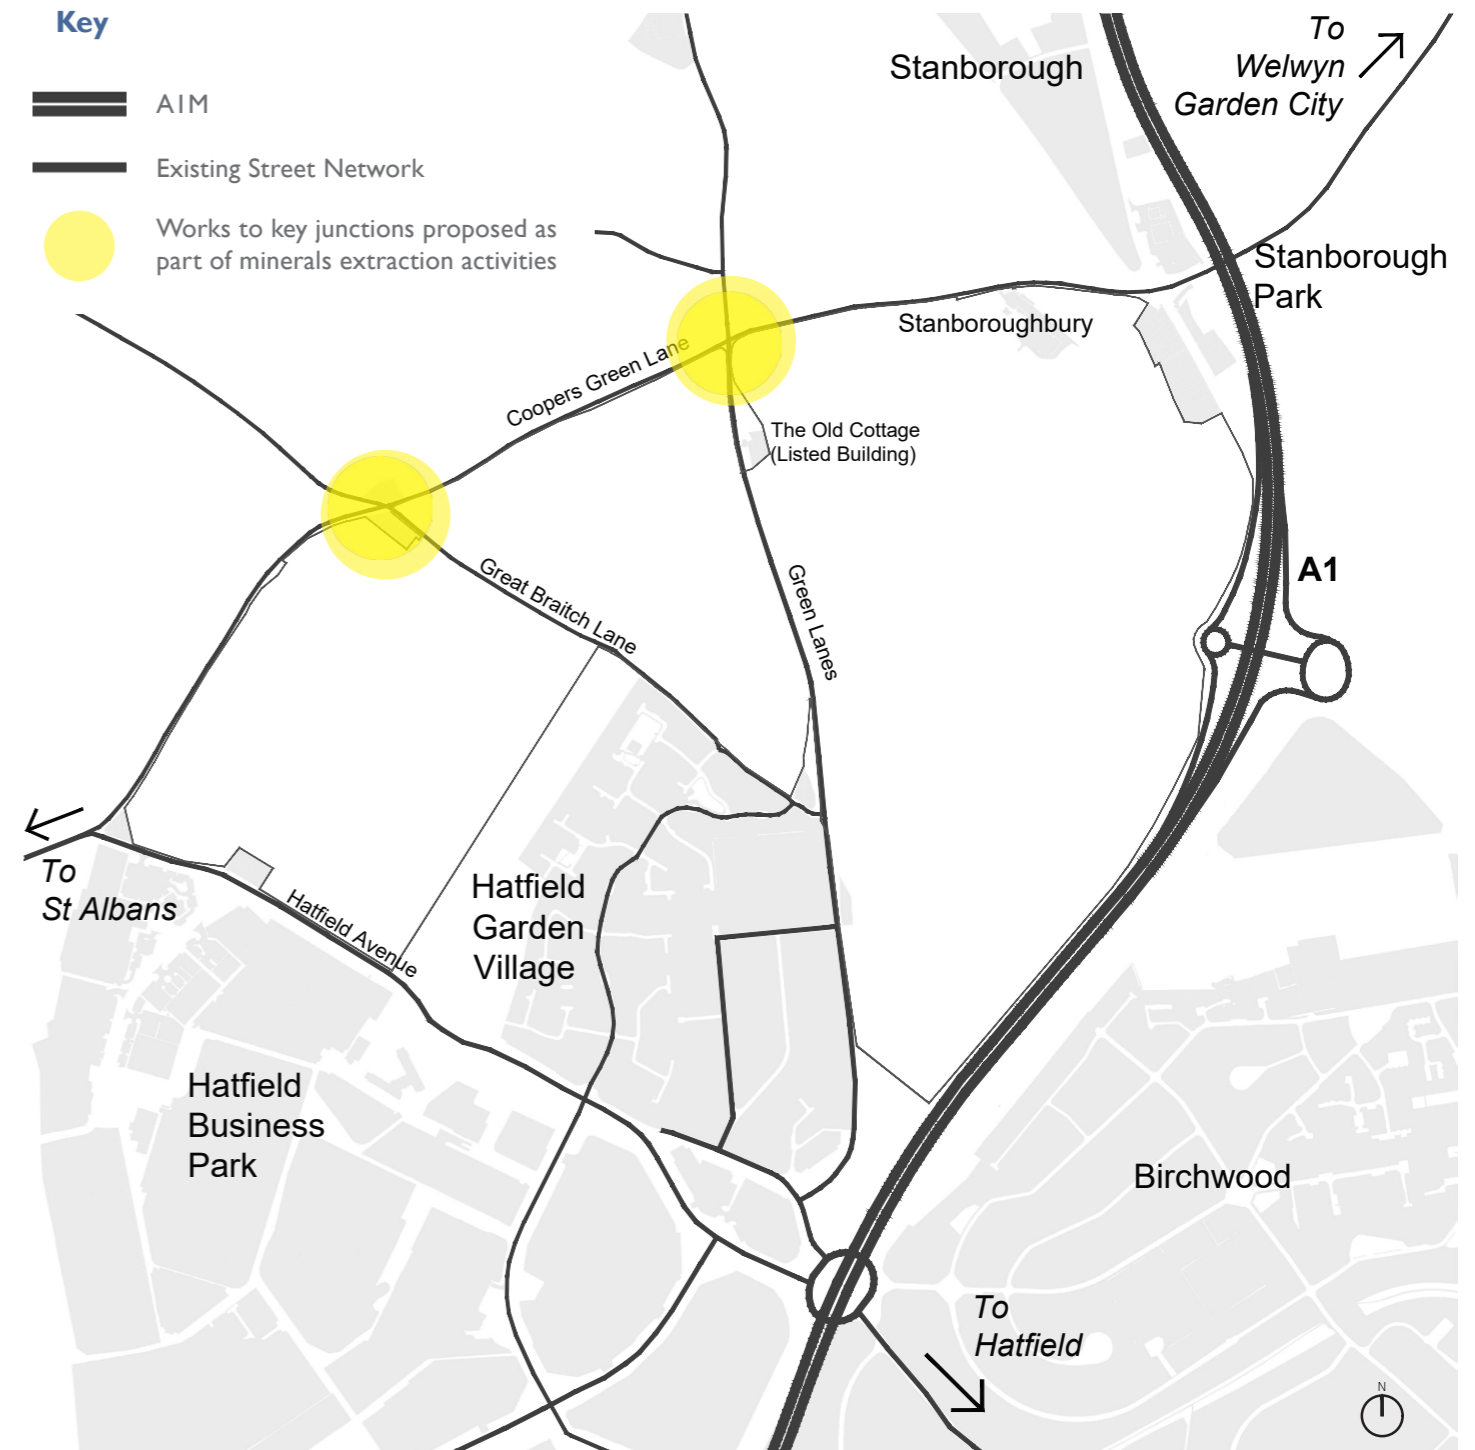 Key
A1M
Existing Street Network
Works to key junctions proposed as
part of minerals extraction activities
Stanborough
To
Welwyn
Garden City
Stanborough
Park
Stanboroughbury
Coopers Green Lane
The Old Cottage
(Listed Building)
Great Braitch Lane
Green Lanes
A1
To
St Albans
Hatfield Avenue
Hatfield
Garden
Village
Hatfield
Business
Park
Birchwood
To
Hatfield
N